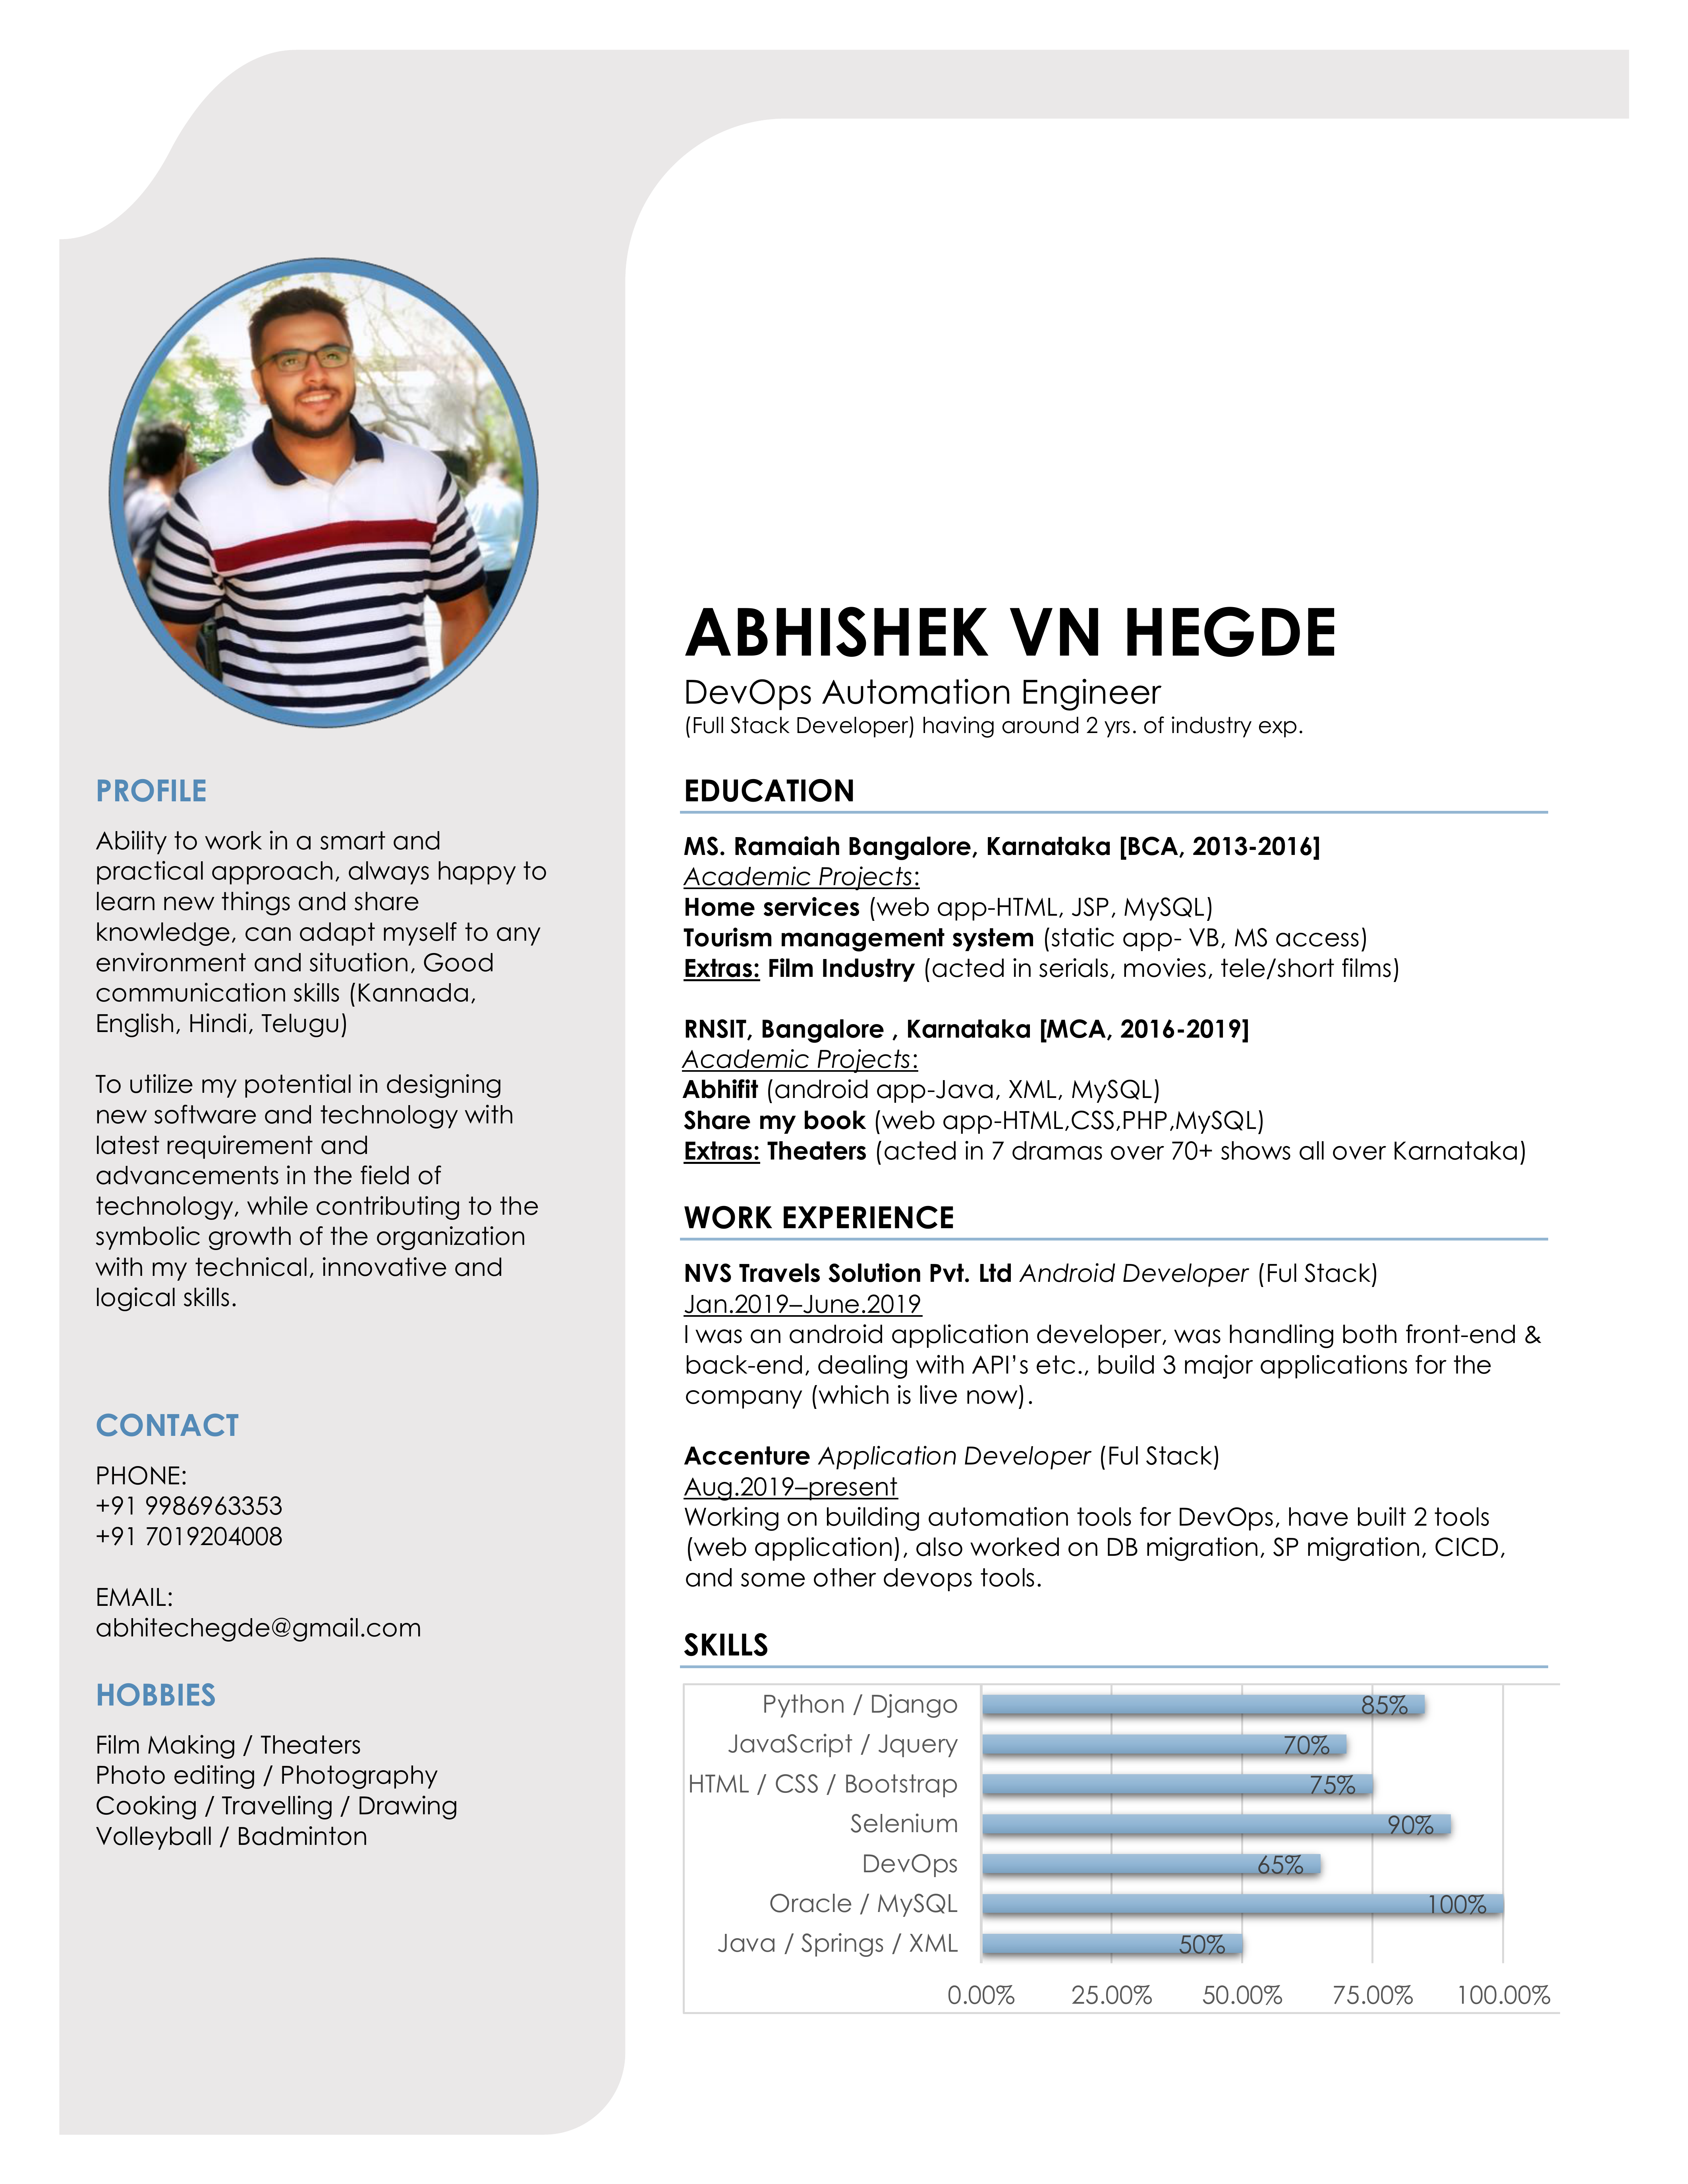 ABHISHEK VN HEGDE
DevOps Automation Engineer
(Full Stack Developer) having around 2 yrs. of industry exp.
PROFILE
Ability to work in a smart and
practical approach, always happy to
learn new things and share
knowledge, can adapt myself to any
environment and situation, Good
communication skills (Kannada,
English, Hindi, Telugu)
To utilize my potential in designing
new software and technology with
latest requirement and
advancements in the field of
technology, while contributing to the
symbolic growth of the organization
with my technical, innovative and
logical skills.
CONTACT
PHONE:
+91 9986963353
+91 7019204008
EMAIL:
abhitechegde@gmail.com
HOBBIES
Film Making / Theaters
Photo editing / Photography
Cooking / Travelling / Drawing
Volleyball / Badminton
EDUCATION
MS. Ramaiah Bangalore, Karnataka [BCA, 2013-2016]
Academic Projects:
Home services (web app-HTML, JSP, MySQL)
Tourism management system (static app- VB, MS access)
Extras: Film Industry (acted in serials, movies, tele/short films)
RNSIT, Bangalore , Karnataka [MCA, 2016-2019]
Academic Projects:
Abhifit (android app-Java, XML, MySQL)
Share my book (web app-HTML,CSS,PHP,MySQL)
Extras: Theaters (acted in 7 dramas over 70+ shows all over Karnataka)
WORK EXPERIENCE
NVS Travels Solution Pvt. Ltd Android Developer (Ful Stack)
Jan.2019–June.2019
I was an android application developer, was handling both front-end &
back-end, dealing with API’s etc., build 3 major applications for the
company (which is live now).
Accenture Application Developer (Ful Stack)
Aug.2019–present
Working on building automation tools for DevOps, have built 2 tools
(web application), also worked on DB migration, SP migration, CICD,
and some other devops tools.
SKILLS
Python / Django 85%
JavaScript / Jquery 70%
HTML / CSS / Bootstrap 75%
Selenium 90%
DevOps 65%
Oracle / MySQL 100%
Java / Springs / XML 50%
0.00% 25.00% 50.00% 75.00% 100.00%